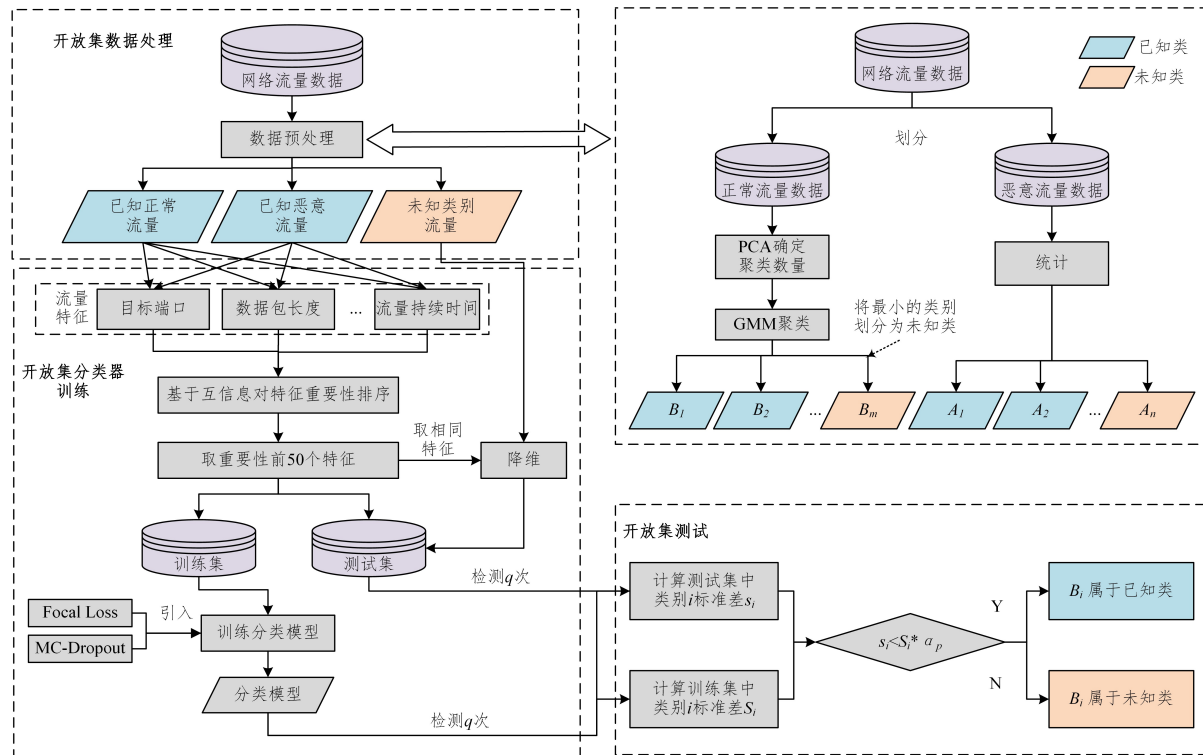 开放集数据处理
网络流量数据
数据预处理
已知正常
流量
已知恶意
流量
未知类别
流量
流量
特征
目标端口
数据包长度
...
流量持续时间
开放集分类器
训练
基于互信息对特征重要性排序
取重要性前50个特征
取相同
特征
降维
训练集
测试集
Focal Loss
MC-Dropout
引入
训练分类模型
分类模型
检测q次
检测q次
已知类
未知类
网络流量数据
划分
正常流量数据
恶意流量数据
PCA确定
聚类数量
统计
GMM聚类
将最小的类别
划分为未知类
B₁
B₂
...
Bₘ
A₁
A₂
...
Aₙ
开放集测试
计算测试集中
类别i标准差sᵢ
计算训练集中
类别i标准差Sᵢ
sᵢ<Sᵢ* αₚ
Y
N
Bᵢ 属于已知类
Bᵢ 属于未知类